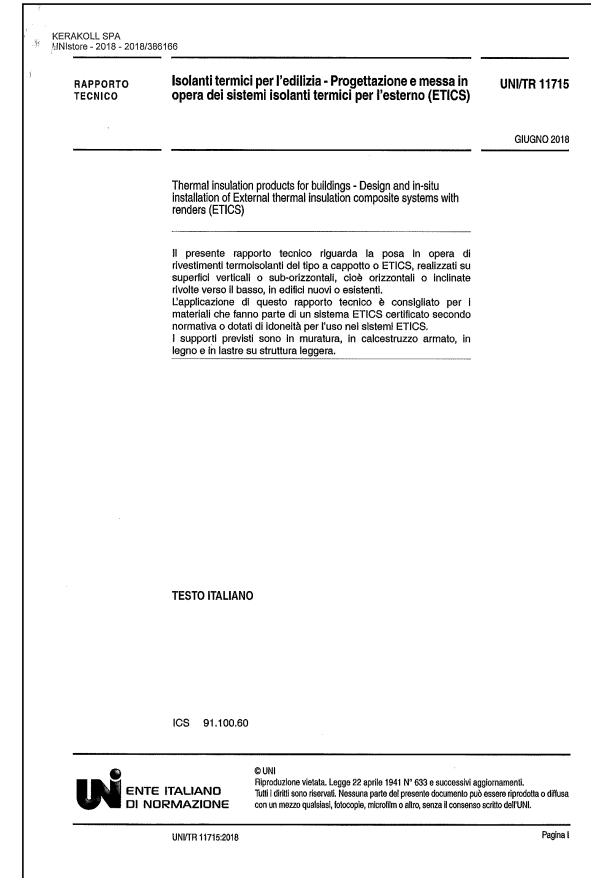 KERAKOLL SPA
UNIstore - 2018 - 2018/386166
RAPPORTO
TECNICO
Isolanti termici per l'edilizia - Progettazione e messa in
opera dei sistemi isolanti termici per l'esterno (ETICS)
UNI/TR 11715
GIUGNO 2018
Thermal insulation products for buildings - Design and in-situ
installation of External thermal insulation composite systems with
renders (ETICS)
Il presente rapporto tecnico riguarda la posa in opera di
rivestimenti termoisolanti del tipo a cappotto o ETICS, realizzati su
superfici verticali o sub-orizzontali, cioè orizzontali o inclinate
rivolte verso il basso, in edifici nuovi o esistenti.
L'applicazione di questo rapporto tecnico è consigliato per i
materiali che fanno parte di un sistema ETICS certificato secondo
normativa o dotati di idoneità per l'uso nei sistemi ETICS.
I supporti previsti sono in muratura, in calcestruzzo armato, in
legno e in lastre su struttura leggera.
TESTO ITALIANO
ICS 91.100.60
UNI
ENTE ITALIANO
DI NORMAZIONE
© UNI
Riproduzione vietata. Legge 22 aprile 1941 N° 633 e successivi aggiornamenti.
Tutti i diritti sono riservati. Nessuna parte del presente documento può essere riprodotta o diffusa
con un mezzo qualsiasi, fotocopie, microfilm o altro, senza il consenso scritto dell'UNI.
UNI/TR 11715:2018
Pagina I